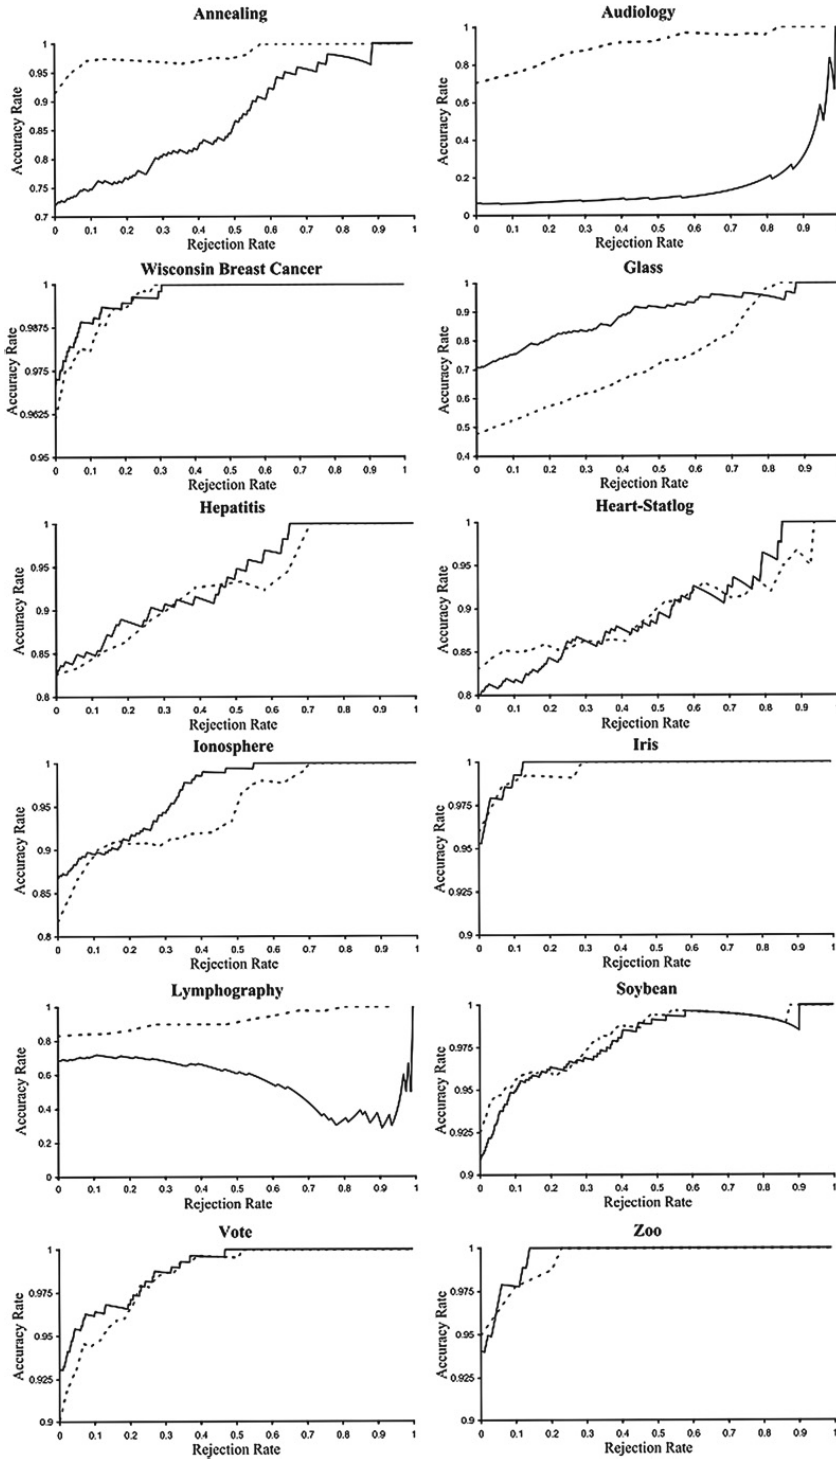 Annealing
1
0.95
0.9
0.85
0.8
0.75
0.7
Accuracy Rate
0 0.1 0.2 0.3 0.4 0.5 0.6 0.7 0.8 0.9 1
Rejection Rate
Audiology
1
0.8
0.6
0.4
0.2
0
Accuracy Rate
0 0.1 0.2 0.3 0.4 0.5 0.6 0.7 0.8 0.9
Rejection Rate
Wisconsin Breast Cancer
1
0.9875
0.975
0.9625
0.95
Accuracy Rate
0 0.1 0.2 0.3 0.4 0.5 0.6 0.7 0.8 0.9 1
Rejection Rate
Glass
1
0.9
0.8
0.7
0.6
0.5
0.4
Accuracy Rate
0 0.1 0.2 0.3 0.4 0.5 0.6 0.7 0.8 0.9
Rejection Rate
Hepatitis
1
0.95
0.9
0.85
0.8
Accuracy Rate
0 0.1 0.2 0.3 0.4 0.5 0.6 0.7 0.8 0.9 1
Rejection Rate
Heart-Statlog
1
0.95
0.9
0.85
0.8
Accuracy Rate
0 0.1 0.2 0.3 0.4 0.5 0.6 0.7 0.8 0.9 1
Rejection Rate
Ionosphere
1
0.95
0.9
0.85
0.8
Accuracy Rate
0 0.1 0.2 0.3 0.4 0.5 0.6 0.7 0.8 0.9 1
Rejection Rate
Iris
1
0.975
0.95
0.925
0.9
Accuracy Rate
0 0.1 0.2 0.3 0.4 0.5 0.6 0.7 0.8 0.9 1
Rejection Rate
Lymphography
1
0.8
0.6
0.4
0.2
0
Accuracy Rate
0 0.1 0.2 0.3 0.4 0.5 0.6 0.7 0.8 0.9 1
Rejection Rate
Soybean
1
0.975
0.95
0.925
0.9
Accuracy Rate
0 0.1 0.2 0.3 0.4 0.5 0.6 0.7 0.8 0.9 1
Rejection Rate
Vote
1
0.975
0.95
0.925
0.9
Accuracy Rate
0 0.1 0.2 0.3 0.4 0.5 0.6 0.7 0.8 0.9 1
Rejection Rate
Zoo
1
0.975
0.95
0.925
0.9
Accuracy Rate
0 0.1 0.2 0.3 0.4 0.5 0.6 0.7 0.8 0.9 1
Rejection Rate